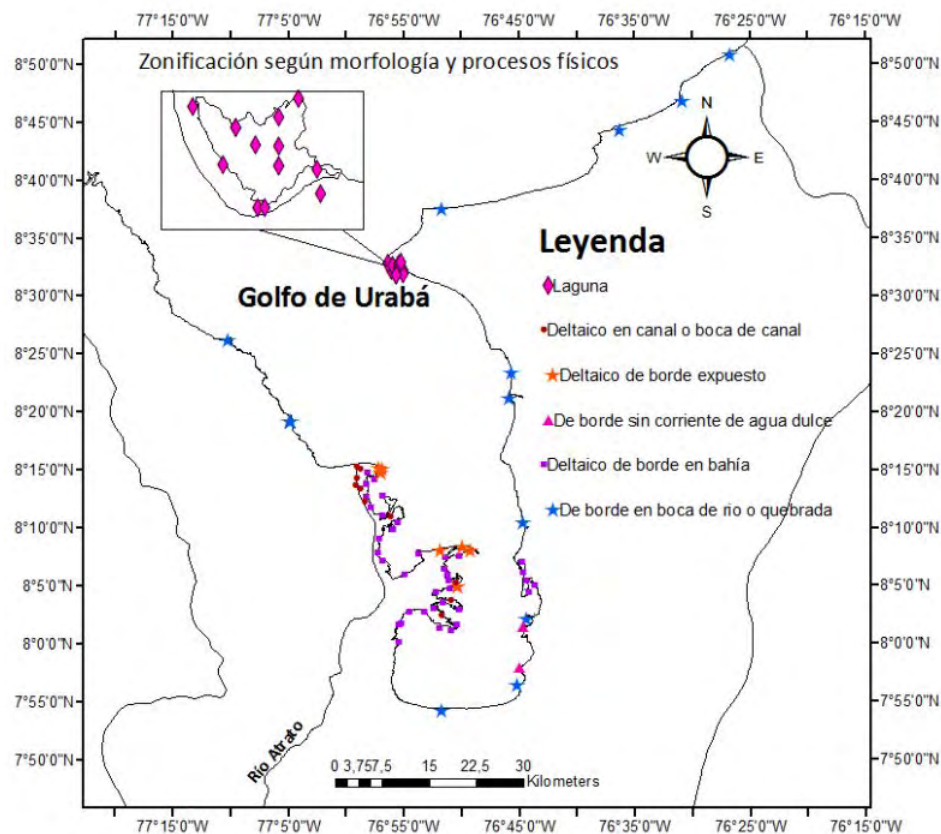 77°15'0"W 77°5'0"W 76°55'0"W 76°45'0"W 76°35'0"W 76°25'0"W 76°15'0"W
Zonificación según morfología y procesos físicos
8°50'0"N 8°50'0"N
8°45'0"N 8°45'0"N
8°40'0"N 8°40'0"N
8°35'0"N 8°35'0"N
8°30'0"N 8°30'0"N
8°25'0"N 8°25'0"N
8°20'0"N 8°20'0"N
8°15'0"N 8°15'0"N
8°10'0"N 8°10'0"N
8°5'0"N 8°5'0"N
8°0'0"N 8°0'0"N
7°55'0"N 7°55'0"N
7°50'0"N 7°50'0"N
N
W E
S
Golfo de Urabá
Leyenda
Laguna
Deltaico en canal o boca de canal
Deltaico de borde expuesto
De borde sin corriente de agua dulce
Deltaico de borde en bahía
De borde en boca de rio o quebrada
Río Atrato
0 3,757,5 15 22,5 30
Kilometers
77°15'0"W 77°5'0"W 76°55'0"W 76°45'0"W 76°35'0"W 76°25'0"W 76°15'0"W